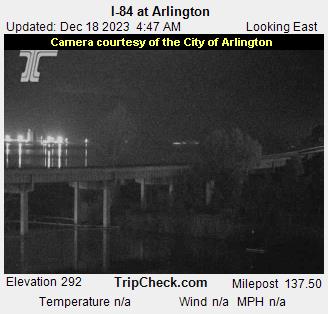 I-84 at Arlington
Updated: Dec 18 2023 4:47 AM Looking East
Camera courtesy of the City of Arlington
Elevation 292 TripCheck.com Milepost 137.50
Temperature n/a Wind n/a MPH n/a